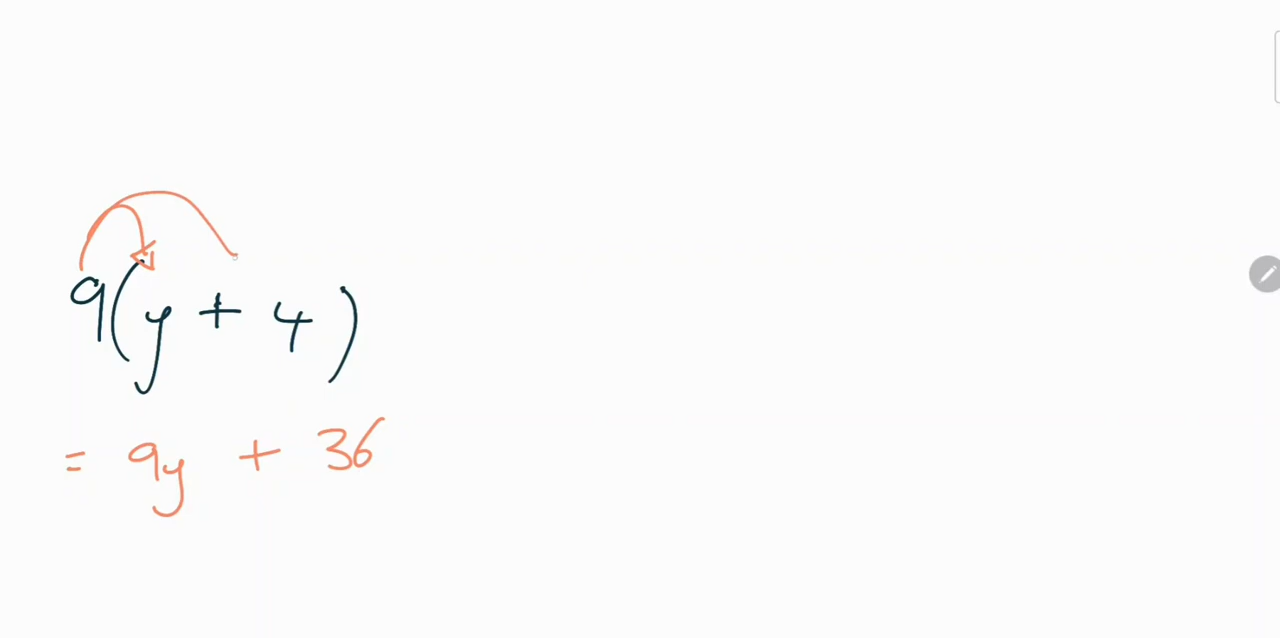 9(y + 4)
= 9y + 36